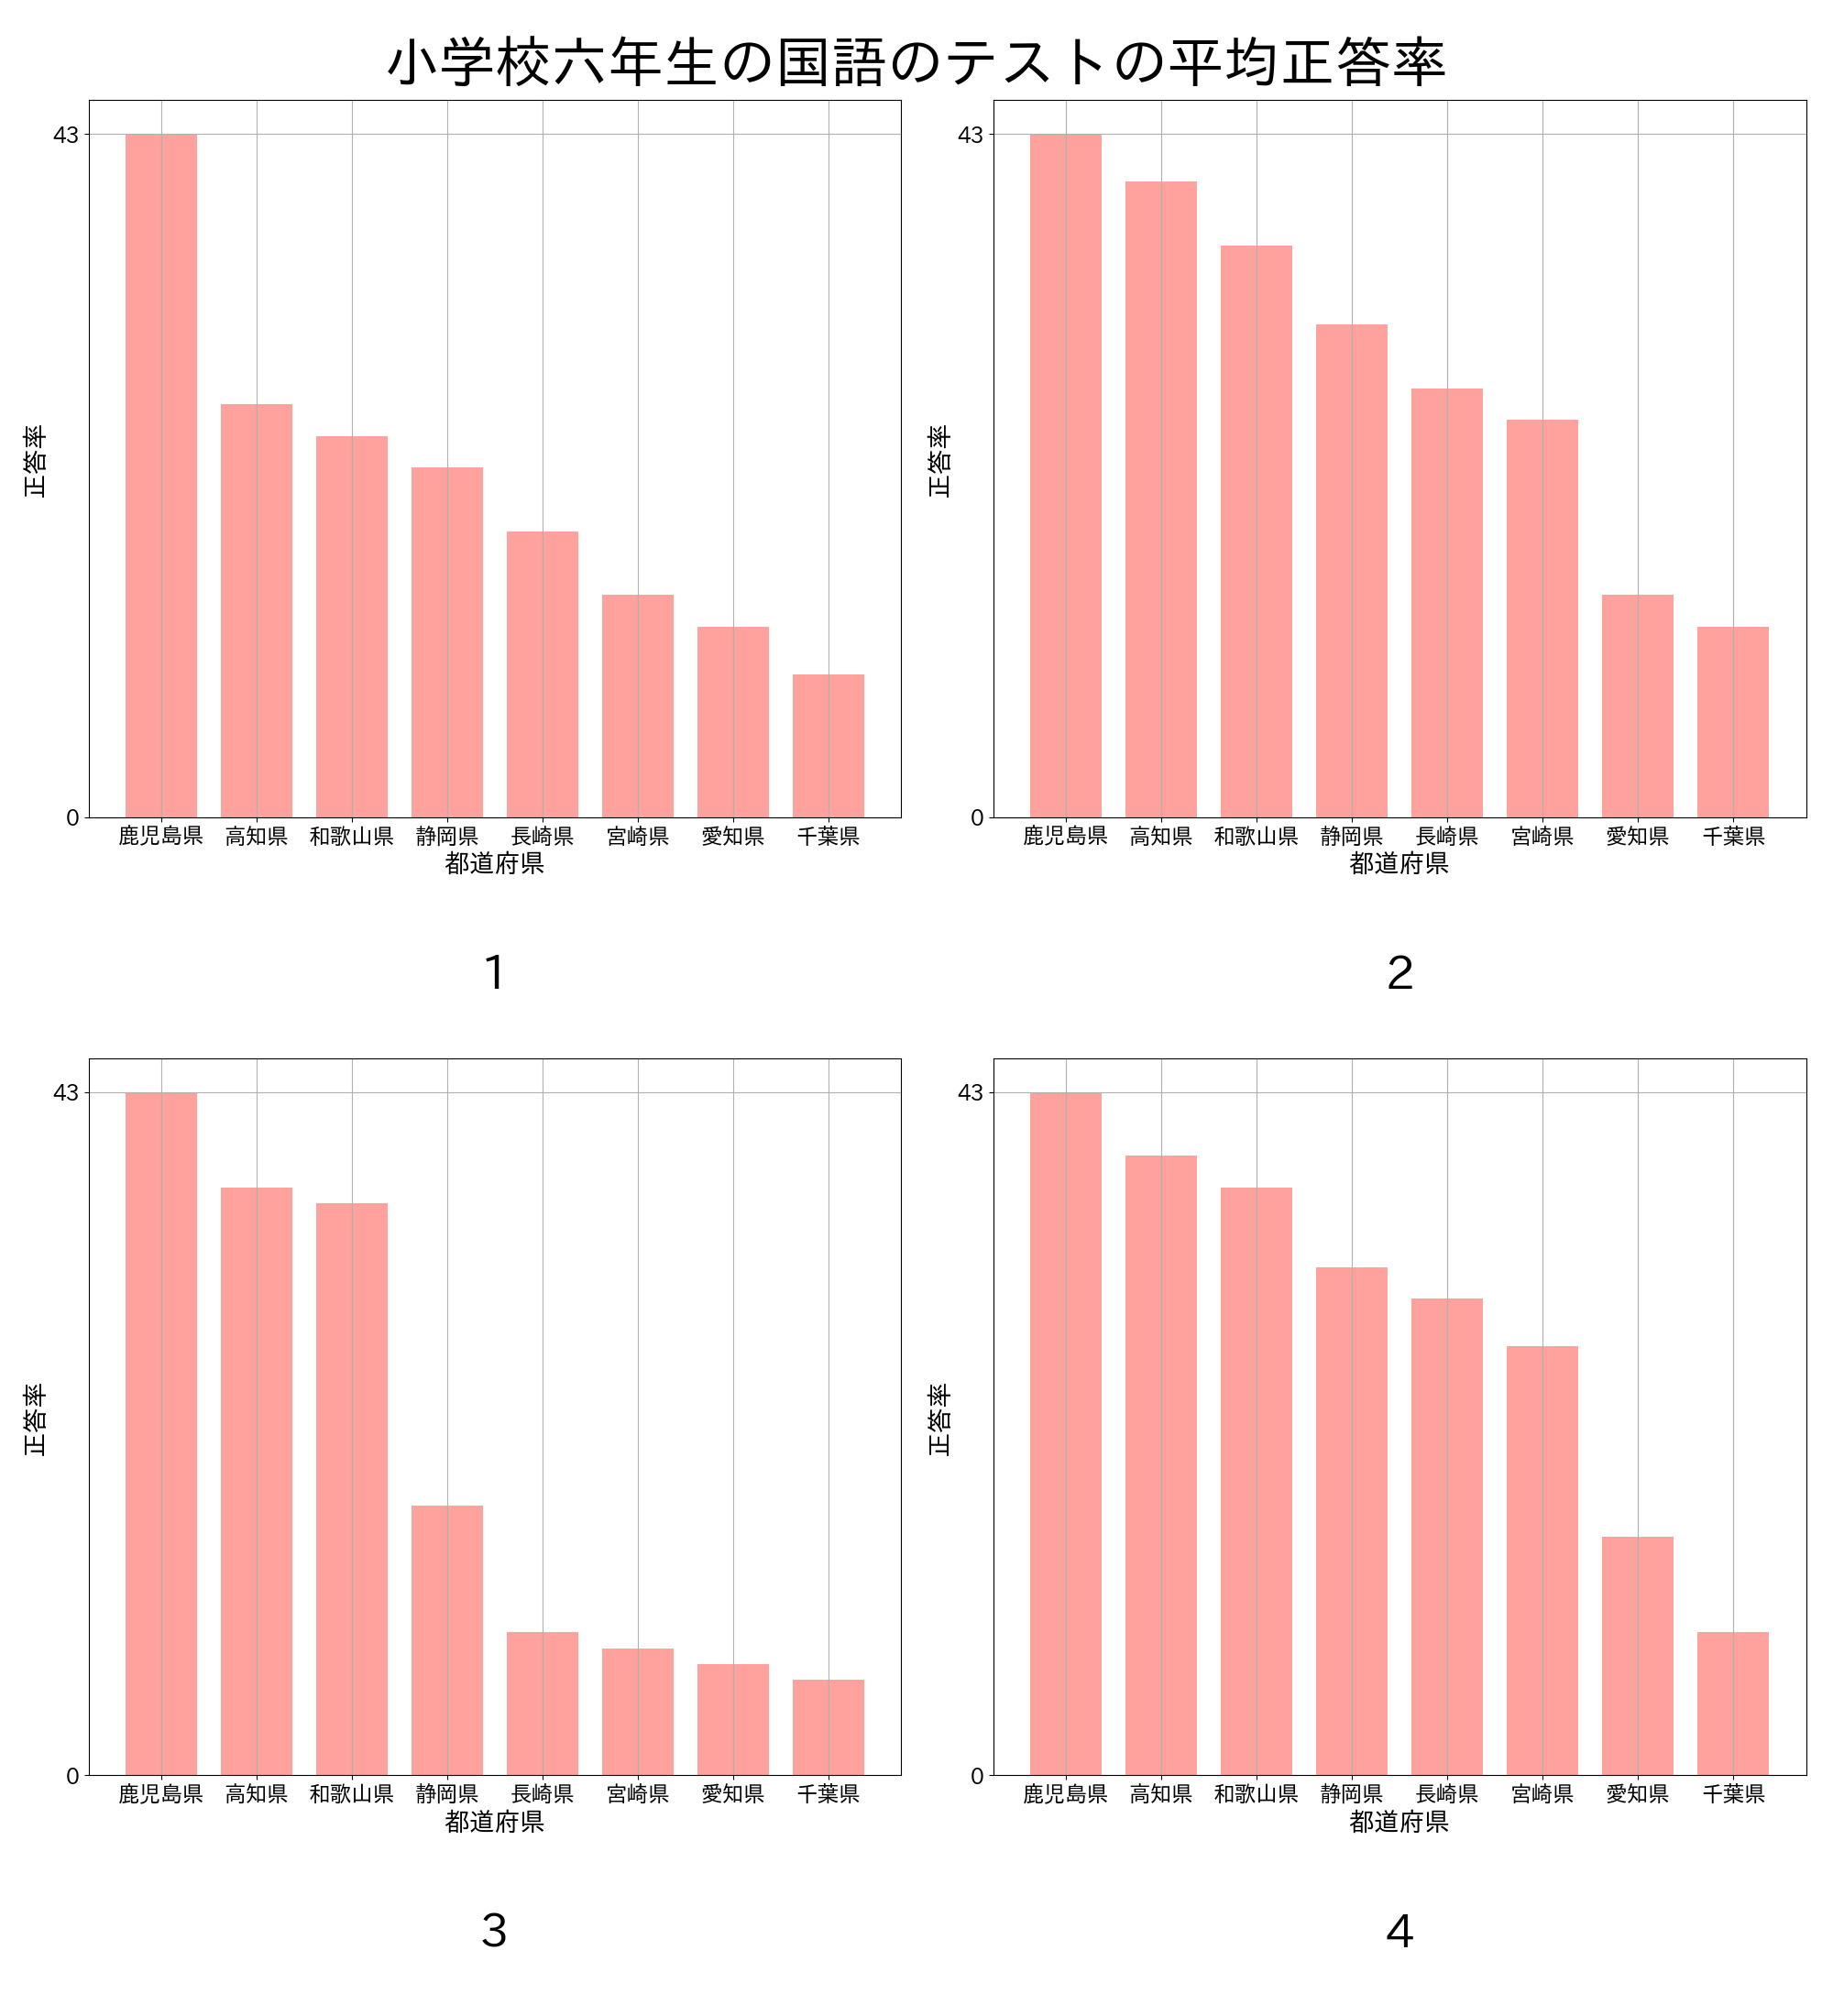 小学校六年生の国語のテストの平均正答率
43
0
正答率
鹿児島県 高知県 和歌山県 静岡県 長崎県 宮崎県 愛知県 千葉県
都道府県
1
43
0
正答率
鹿児島県 高知県 和歌山県 静岡県 長崎県 宮崎県 愛知県 千葉県
都道府県
2
43
0
正答率
鹿児島県 高知県 和歌山県 静岡県 長崎県 宮崎県 愛知県 千葉県
都道府県
3
43
0
正答率
鹿児島県 高知県 和歌山県 静岡県 長崎県 宮崎県 愛知県 千葉県
都道府県
4